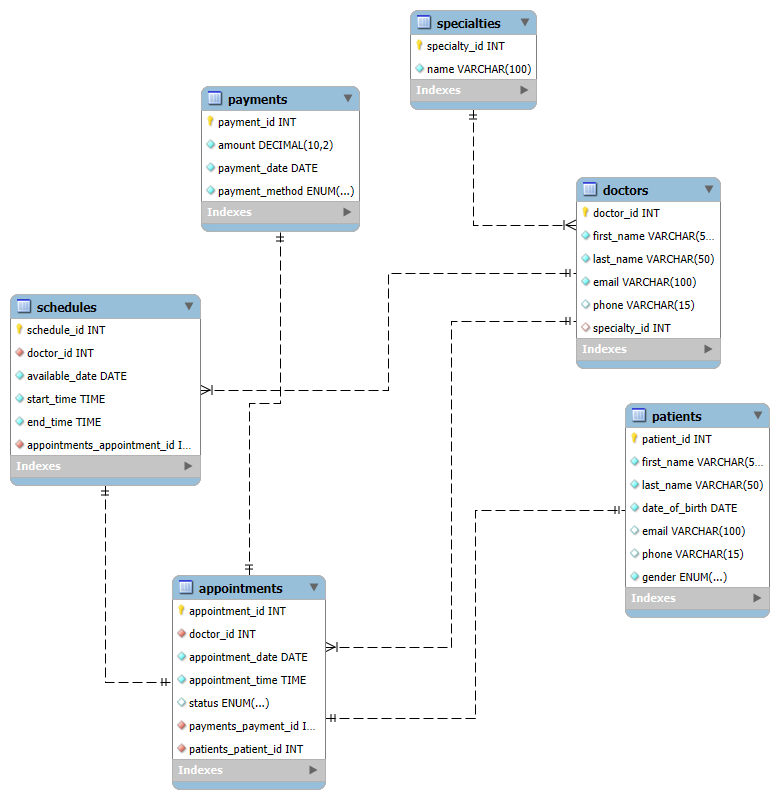 specialties
specialty_id INT
name VARCHAR(100)
Indexes
payments
payment_id INT
amount DECIMAL(10,2)
payment_date DATE
payment_method ENUM(...)
Indexes
doctors
doctor_id INT
first_name VARCHAR(5...
last_name VARCHAR(50)
email VARCHAR(100)
phone VARCHAR(15)
specialty_id INT
Indexes
schedules
schedule_id INT
doctor_id INT
available_date DATE
start_time TIME
end_time TIME
appointments_appointment_id I...
Indexes
patients
patient_id INT
first_name VARCHAR(5...
last_name VARCHAR(50)
date_of_birth DATE
email VARCHAR(100)
phone VARCHAR(15)
gender ENUM(...)
Indexes
appointments
appointment_id INT
doctor_id INT
appointment_date DATE
appointment_time TIME
status ENUM(...)
payments_payment_id I...
patients_patient_id INT
Indexes